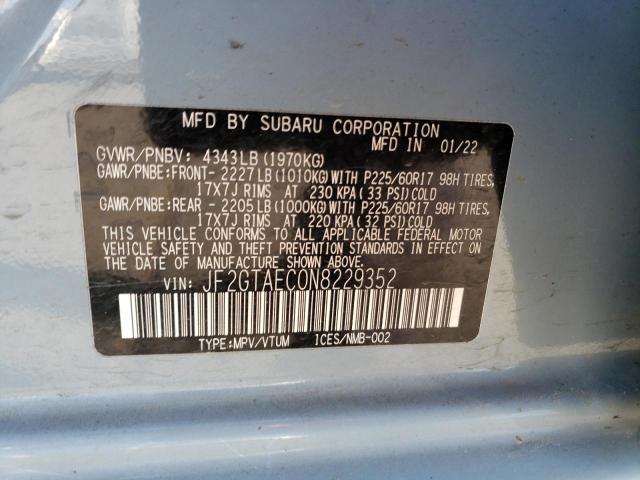 MFD BY SUBARU CORPORATION
MFD IN 01/22
GVWR/PNBV: 4343LB (1970KG)
GAWR/PNBE:FRONT- 2227LB (1010KG)WITH P225/60R17 98H TIRES,
17X7J RIMS AT 230 KPA (33 PSI)COLD
GAWR/PNBE:REAR - 2205LB (1000KG)WITH P225/60R17 98H TIRES,
17X7J RIMS AT 220 KPA (32 PSI)COLD
THIS VEHICLE CONFORMS TO ALL APPLICABLE FEDERAL MOTOR
VEHICLE SAFETY AND THEFT PREVENTION STANDARDS IN EFFECT ON
THE DATE OF MANUFACTURE SHOWN ABOVE.
VIN: JF2GTAEC0N8229352
TYPE:MPV/VTUM ICES/NMB-002